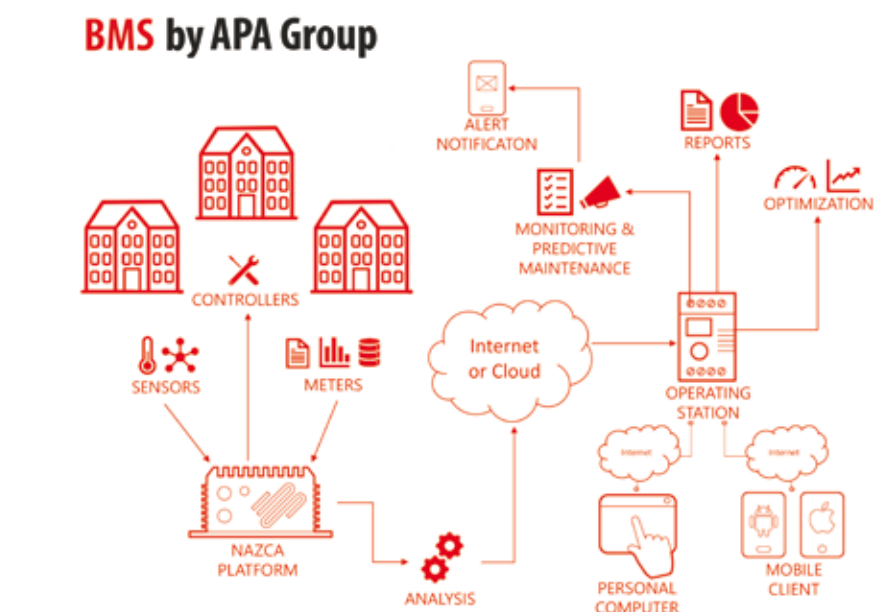 BMS by APA Group
ALERT
NOTIFICATON
REPORTS
OPTIMIZATION
MONITORING &
PREDICTIVE
MAINTENANCE
CONTROLLERS
SENSORS
METERS
Internet
or Cloud
OPERATING
STATION
Internet
Internet
NAZCA
PLATFORM
ANALYSIS
PERSONAL
COMPUTER
MOBILE
CLIENT